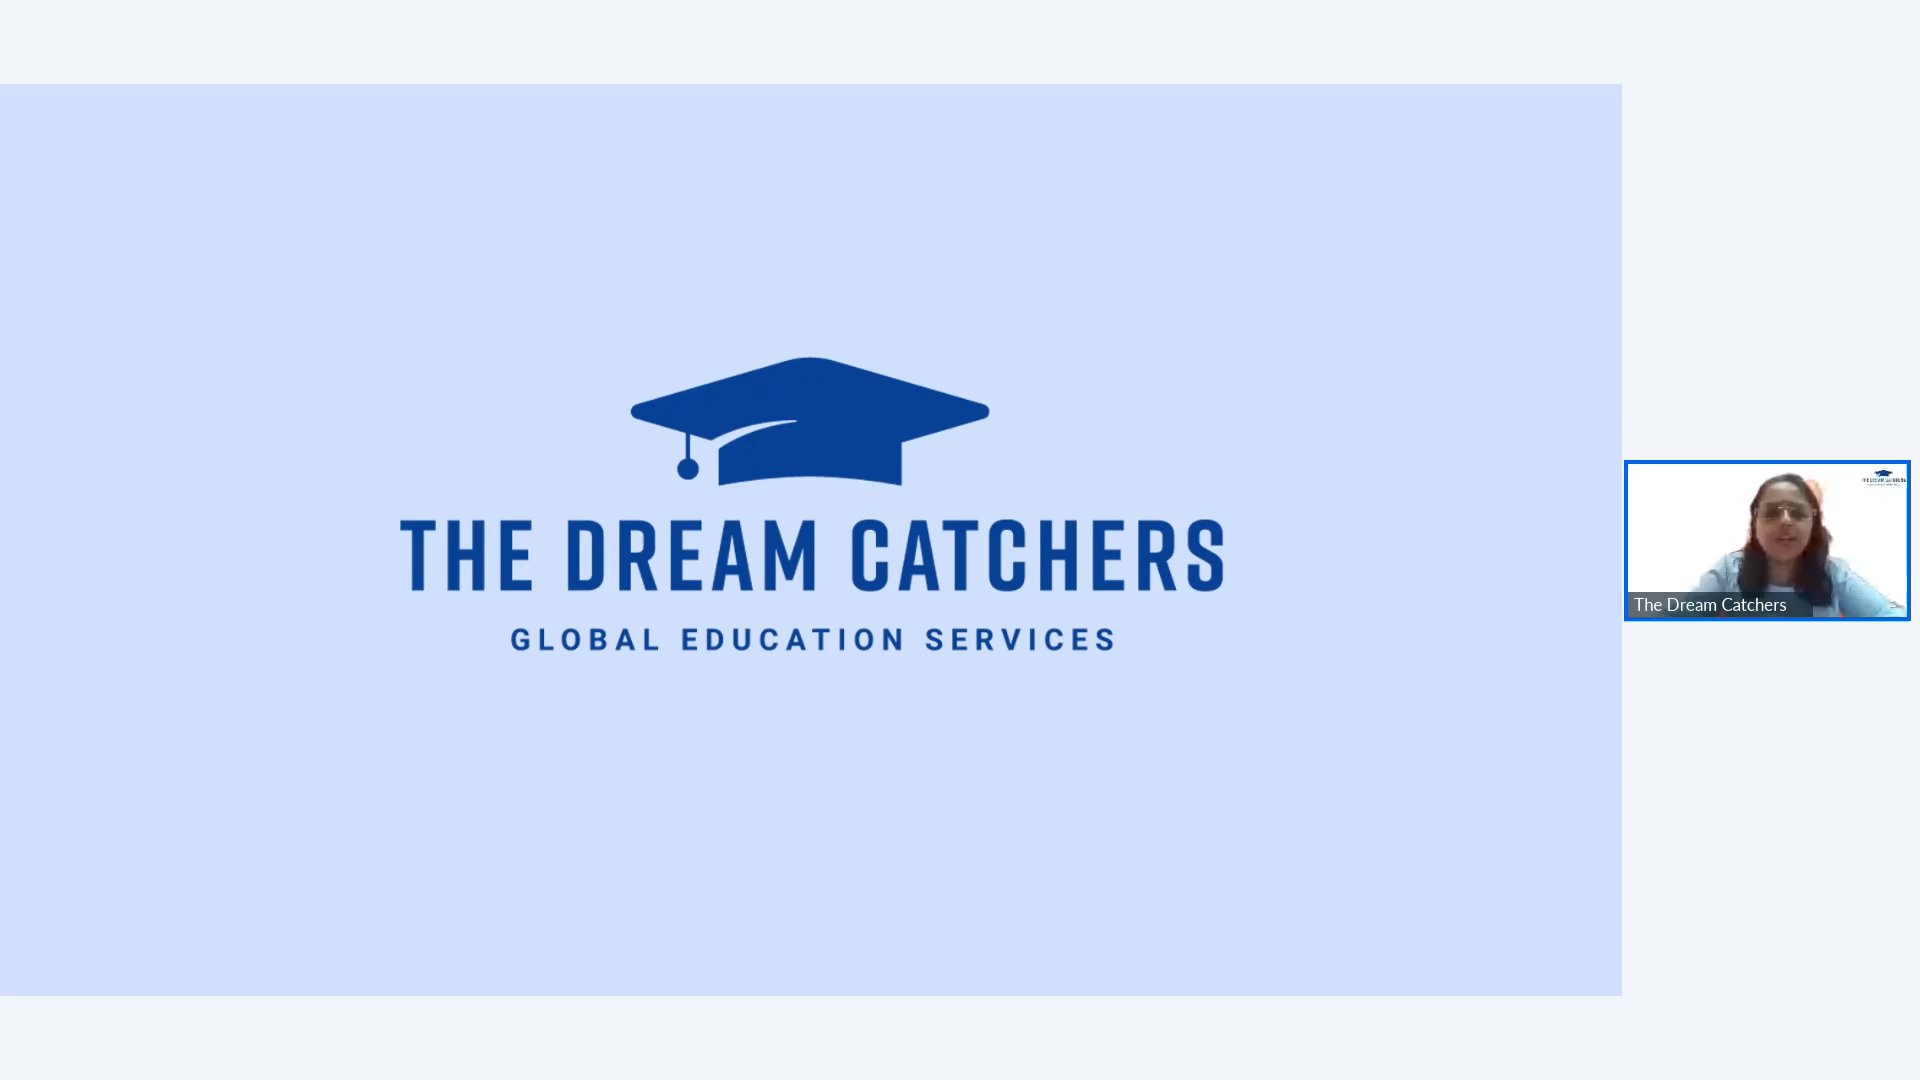 THE DREAM CATCHERS
GLOBAL EDUCATION SERVICES
The Dream Catchers